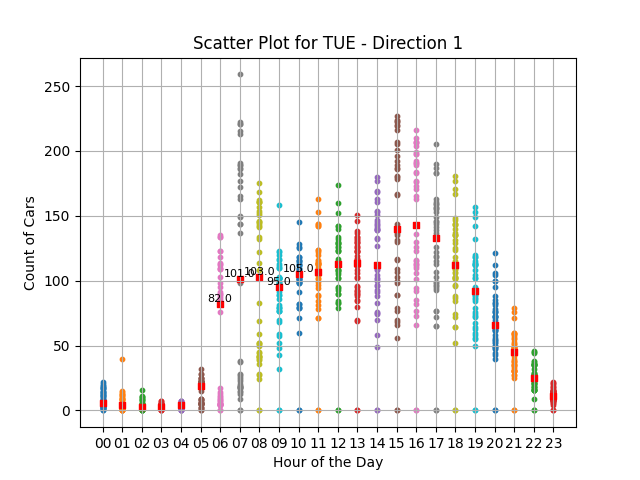 Scatter Plot for TUE - Direction 1
Count of Cars
250
200
150
100
50
0
82.0
101.0
103.0
95.0
105.0
00 01 02 03 04 05 06 07 08 09 10 11 12 13 14 15 16 17 18 19 20 21 22 23
Hour of the Day